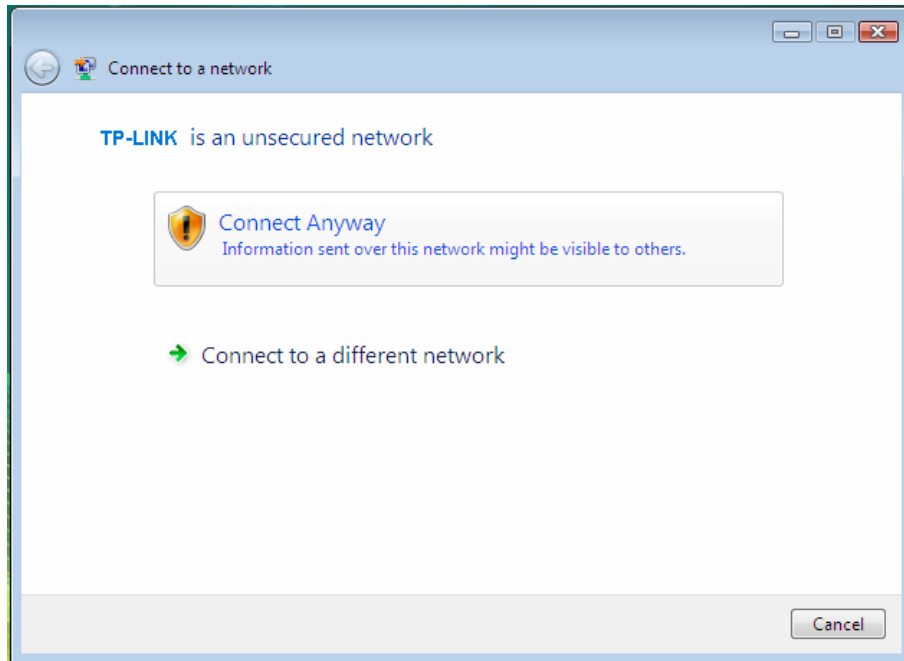 Connect to a network
TP-LINK is an unsecured network
Connect Anyway
Information sent over this network might be visible to others.
Connect to a different network
Cancel